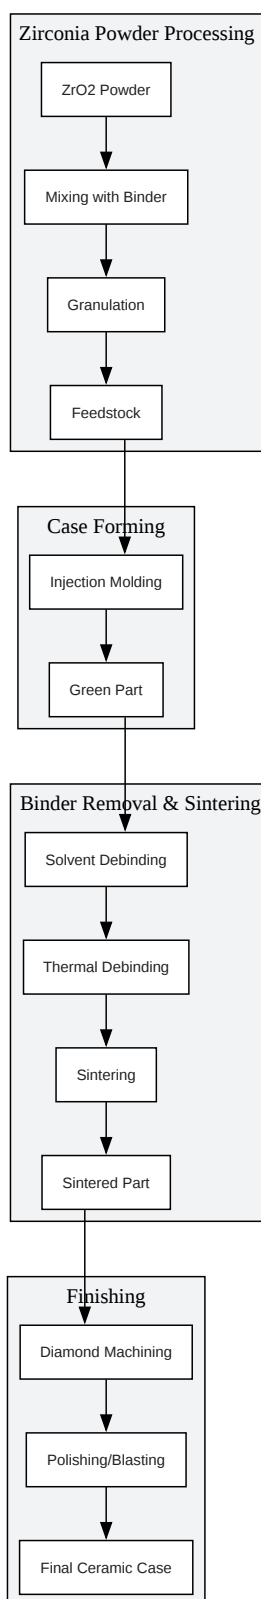 Zirconia Powder Processing
ZrO2 Powder
Mixing with Binder
Granulation
Feedstock
Case Forming
Injection Molding
Green Part
Binder Removal & Sintering
Solvent Debinding
Thermal Debinding
Sintering
Sintered Part
Finishing
Diamond Machining
Polishing/Blasting
Final Ceramic Case